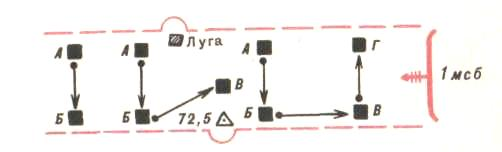 А А Луга А Г
В 1 мсб
Б Б 72,5 Б В